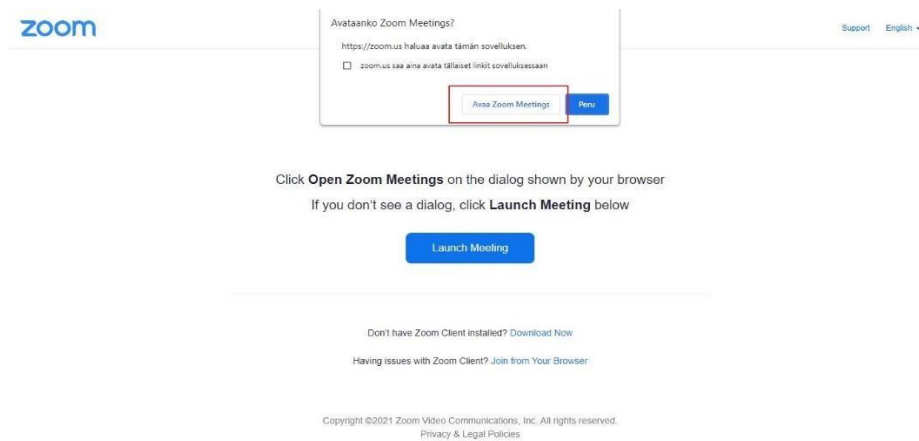 zoom
Support English
Avataanko Zoom Meetings?
https://zoom.us haluaa avata tämän sovelluksen.
zoom.us saa aina avata tällaiset linkit sovelluksessaan
Avaa Zoom Meetings Peru
Click Open Zoom Meetings on the dialog shown by your browser
If you don't see a dialog, click Launch Meeting below
Launch Meeting
Don't have Zoom Client installed? Download Now
Having issues with Zoom Client? Join from Your Browser
Copyright ©2021 Zoom Video Communications, Inc. All rights reserved.
Privacy & Legal Policies